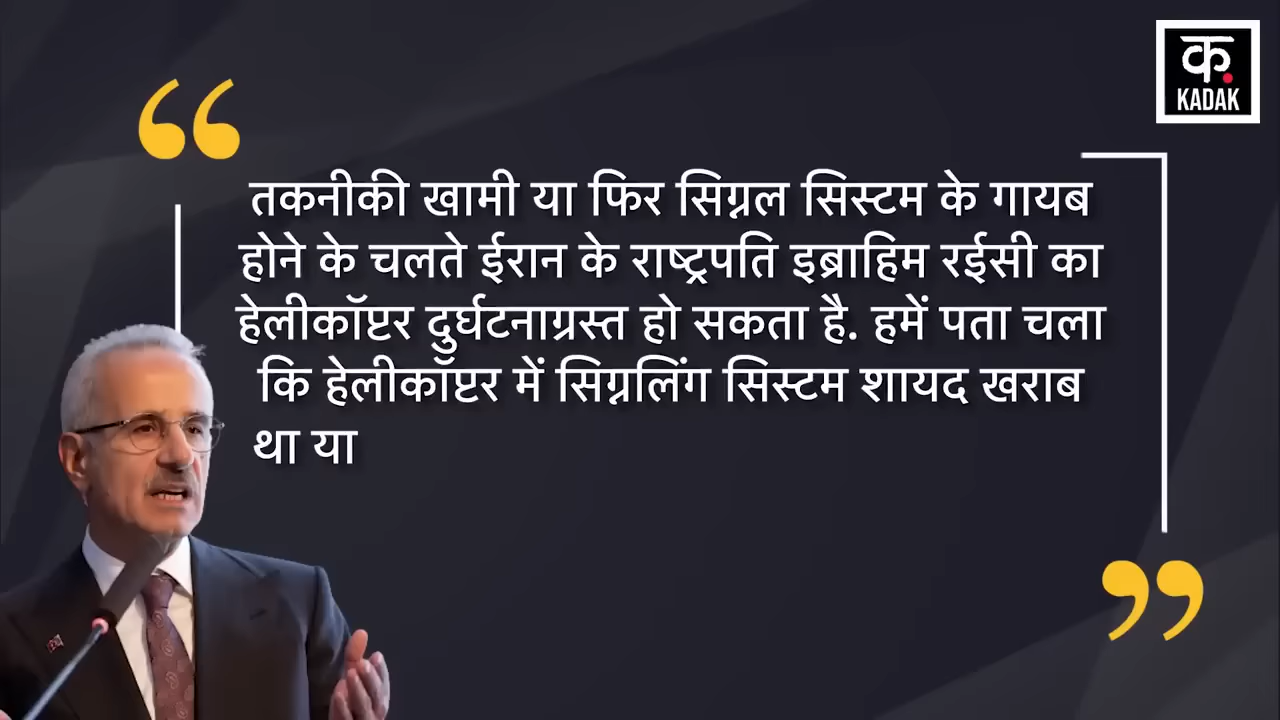 क.
KADAK
तकनीकी खामी या फिर सिग्नल सिस्टम के गायब
होने के चलते ईरान के राष्ट्रपति इब्राहिम रईसी का
हेलीकॉप्टर दुर्घटनाग्रस्त हो सकता है. हमें पता चला
कि हेलीकॉप्टर में सिग्नलिंग सिस्टम शायद खराब
था या